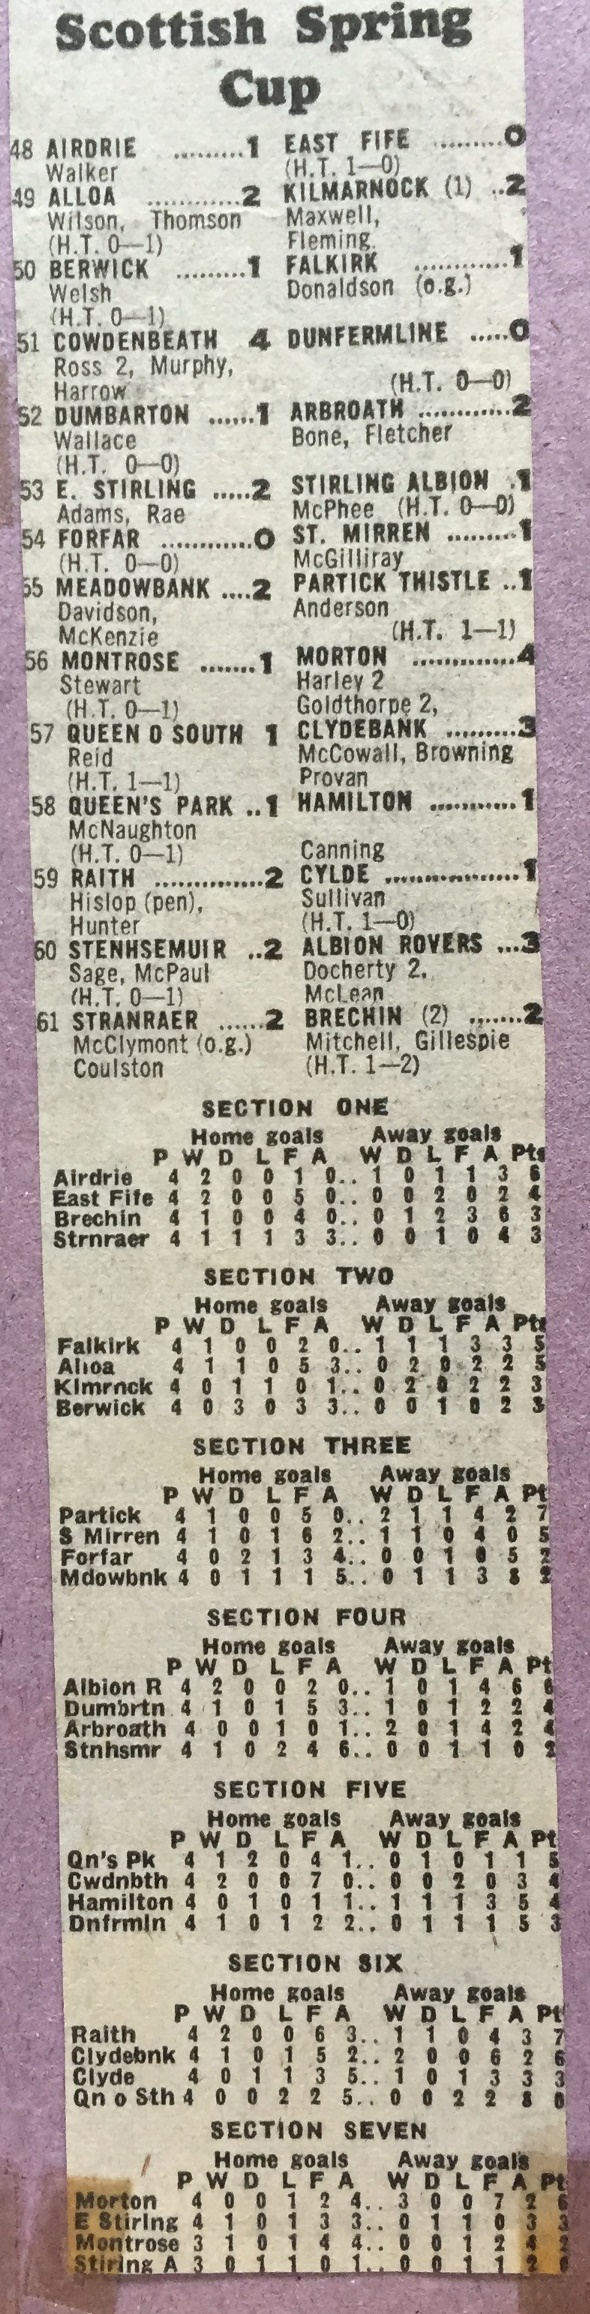 Scottish Spring
Cup
48 AIRDRIE .........1 EAST FIFE .........0
Walker (H.T. 1—0)
49 ALLOA ............2 KILMARNOCK (1) ..2
Wilson, Thomson Maxwell,
(H.T. 0—1) Fleming.
50 BERWICK .........1 FALKIRK ............1
Welsh Donaldson (o.g.)
(H.T. 0—1)
51 COWDENBEATH 4 DUNFERMLINE .....0
Ross 2, Murphy,
Harrow (H.T. 0—0)
52 DUMBARTON ......1 ARBROATH ............2
Wallace Bone, Fletcher
(H.T. 0—0)
53 E. STIRLING .....2 STIRLING ALBION .1
Adams, Rae McPhee (H.T. 0—0)
54 FORFAR ............0 ST. MIRREN .........1
(H.T. 0—0) McGilliray
55 MEADOWBANK ....2 PARTICK THISTLE ..1
Davidson, Anderson
McKenzie (H.T. 1—1)
56 MONTROSE .......1 MORTON .............4
Stewart Harley 2
(H.T. 0—1) Goldthorpe 2,
57 QUEEN O SOUTH 1 CLYDEBANK .........3
Reid McCowall, Browning
(H.T. 1—1) Provan
58 QUEEN'S PARK ..1 HAMILTON ...........1
McNaughton
(H.T. 0—1) Canning
59 RAITH ..............2 CYLDE ................1
Hislop (pen), Sullivan
Hunter (H.T. 1—0)
60 STENHSEMUIR ..2 ALBION ROVERS ...3
Sage, McPaul Docherty 2,
(H.T. 0—1) McLean
61 STRANRAER ......2 BRECHIN (2) .......2
McClymont (o.g.) Mitchell, Gillespie
Coulston (H.T. 1—2)
SECTION ONE
Home goals Away goals
P W D L F A W D L F A Pts
Airdrie 4 2 0 0 1 0.. 1 0 1 1 3 6
East Fife 4 2 0 0 5 0.. 0 0 2 0 2 4
Brechin 4 1 0 0 4 0.. 0 1 2 3 6 3
Strnraer 4 1 1 1 3 3.. 0 0 1 0 4 3
SECTION TWO
Home goals Away goals
P W D L F A W D L F A Pts
Falkirk 4 1 0 0 2 0.. 1 1 1 3 3 5
Alloa 4 1 1 0 5 3.. 0 2 0 2 2 5
Klmrnck 4 0 1 1 0 1.. 0 2 0 2 2 3
Berwick 4 0 3 0 3 3.. 0 0 1 0 2 3
SECTION THREE
Home goals Away goals
P W D L F A W D L F A Pt
Partick 4 1 0 0 5 0.. 2 1 1 4 2 7
S Mirren 4 1 0 1 6 2.. 1 1 0 4 0 5
Forfar 4 0 2 1 3 4.. 0 0 1 0 5 2
Mdowbnk 4 0 1 1 1 5.. 0 1 1 3 8 2
SECTION FOUR
Home goals Away goals
P W D L F A W D L F A Pt
Albion R 4 2 0 0 2 0.. 1 0 1 4 6 6
Dumbrtn 4 1 0 1 5 3.. 1 0 1 2 2 4
Arbroath 4 0 0 1 0 1.. 2 0 1 4 2 4
Stnhsmr 4 1 0 2 4 6.. 0 0 1 1 0 2
SECTION FIVE
Home goals Away goals
P W D L F A W D L F A Pt
Qn's Pk 4 1 2 0 4 1.. 0 1 0 1 1 5
Cwdnbth 4 2 0 0 7 0.. 0 0 2 0 3 4
Hamilton 4 0 1 0 1 1.. 1 1 1 3 5 4
Dnfrmln 4 1 0 1 2 2.. 0 1 1 1 5 3
SECTION SIX
Home goals Away goals
P W D L F A W D L F A Pt
Raith 4 2 0 0 6 3.. 1 1 0 4 3 7
Clydebnk 4 1 0 1 5 2.. 2 0 0 6 2 6
Clyde 4 0 1 1 3 5.. 1 0 1 3 3 3
Qn o Sth 4 0 0 2 2 5.. 0 0 2 2 8 0
SECTION SEVEN
Home goals Away goals
P W D L F A W D L F A Pt
Morton 4 0 0 1 2 4.. 3 0 0 7 2 6
E Stirlng 4 1 0 1 3 3.. 0 1 1 0 3 3
Montrose 3 1 0 1 4 4.. 0 0 1 2 4 2
Stirlng A 3 0 1 1 0 1.. 0 0 1 1 2